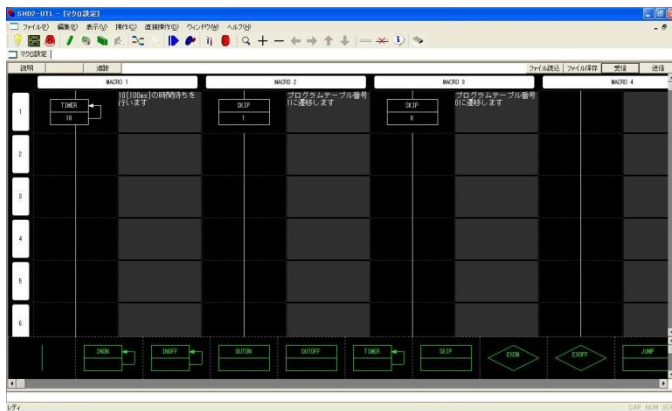 SHD2-UTL - [マクロ設定]
ファイル(F) 編集(E) 表示(V) 操作(C) 直接操作(D) ウィンドウ(W) ヘルプ(H)
マクロ設定
説明 追跡 ファイル読込 ファイル保存 受信 送信
MACRO 1 MACRO 2 MACRO 3 MACRO 4
1
TIMER
10
10[100ms]の時間待ちを
行います
SKIP
1
プログラムテーブル番号
1に遷移します
SKIP
0
プログラムテーブル番号
0に遷移します
2
3
4
5
6
INON INOFF OUTON OUTOFF TIMER SKIP EXON EXOFF JUMP
レディ
CAP NUM